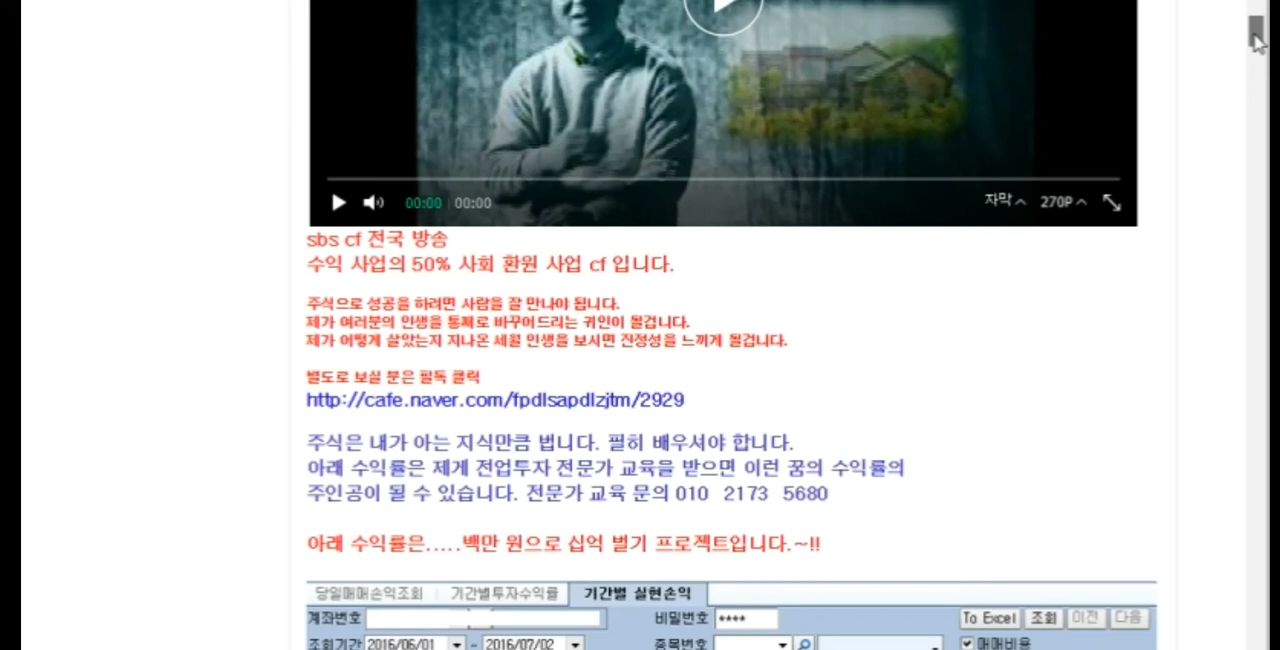 00:00 00:00 자막 270P
sbs cf 전국 방송
수익 사업의 50% 사회 환원 사업 cf 입니다.
주식으로 성공을 하려면 사람을 잘 만나야 됩니다.
제가 여러분의 인생을 통째로 바꾸어드리는 귀인이 될겁니다.
제가 어떻게 살았는지 지나온 세월 인생을 보시면 진정성을 느끼게 될겁니다.
별도로 보실 분은 필독 클릭
http://cafe.naver.com/fpdlsapdlzjtm/2929
주식은 내가 아는 지식만큼 법니다. 필히 배우셔야 합니다.
아래 수익률은 제게 전업투자 전문가 교육을 받으면 이런 꿈의 수익률의
주인공이 될 수 있습니다. 전문가 교육 문의 010 2173 5680
아래 수익률은.....백만 원으로 십억 벌기 프로젝트입니다.~!!
당일매매손익조회 기간별투자수익률 기간별 실현손익
계좌번호 비밀번호 **** To Excel 조회 이전 다음
조회기간 2016/06/01 ~ 2016/07/02 종목번호 매매비용